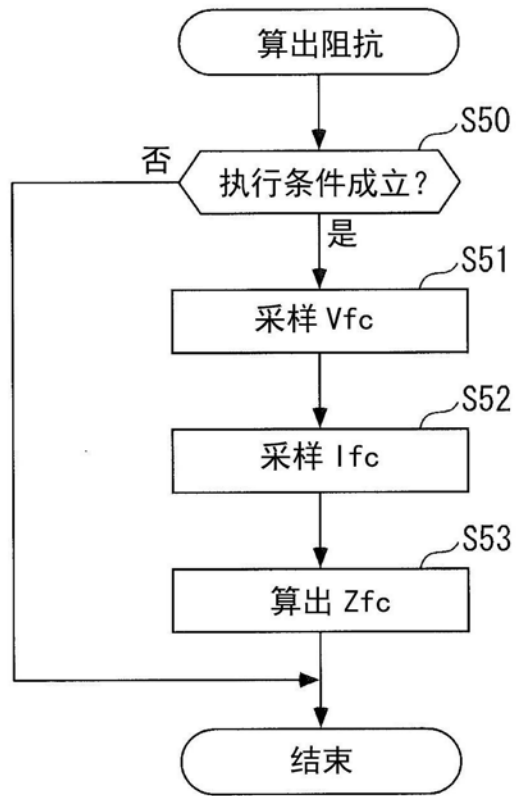 算出阻抗
S50
否
执行条件成立?
是
S51
采样 Vfc
S52
采样 Ifc
S53
算出 Zfc
结束